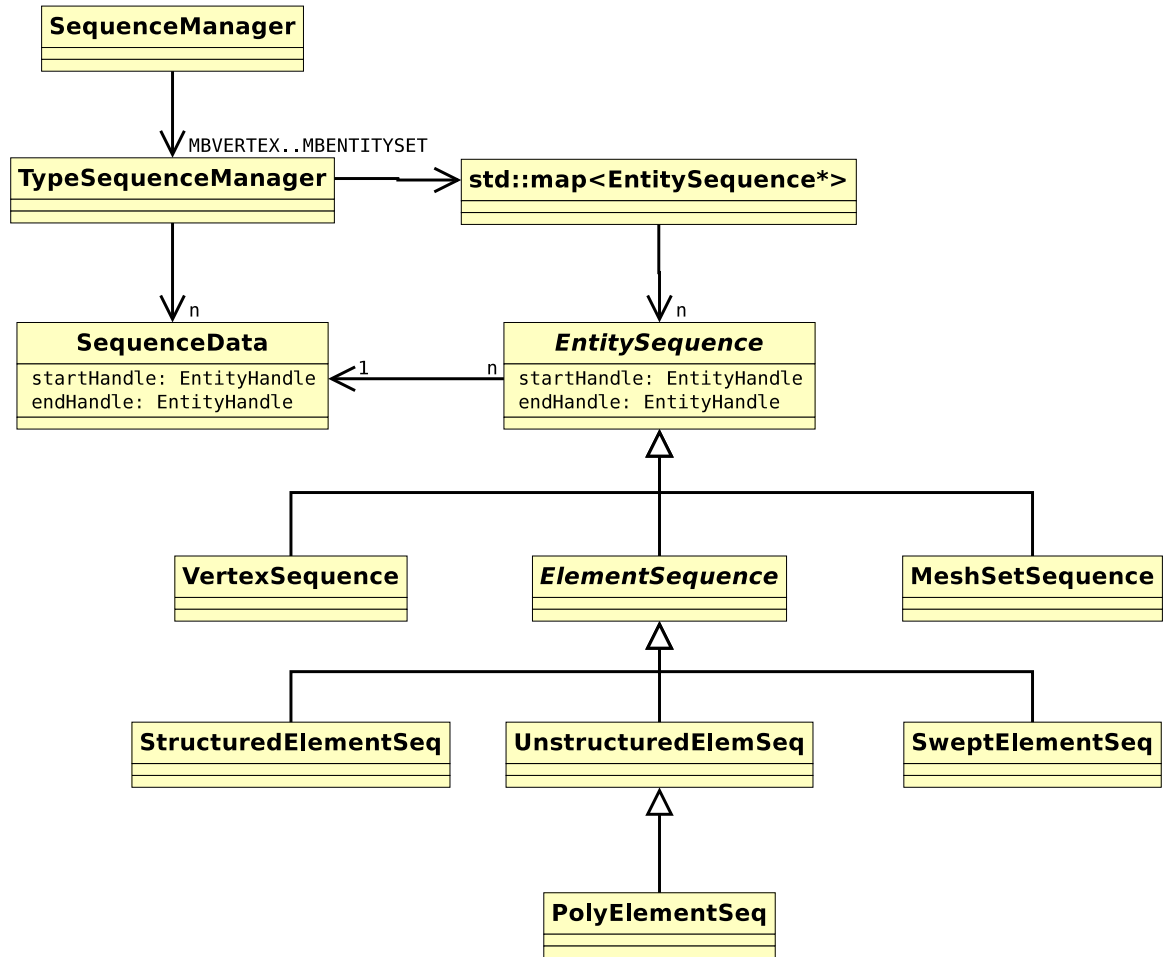 SequenceManager
MBVERTEX..MBENTITYSET
TypeSequenceManager
std::map<EntitySequence*>
n
n
SequenceData
startHandle: EntityHandle
endHandle: EntityHandle
1
n
EntitySequence
startHandle: EntityHandle
endHandle: EntityHandle
VertexSequence
ElementSequence
MeshSetSequence
StructuredElementSeq
UnstructuredElemSeq
SweptElementSeq
PolyElementSeq